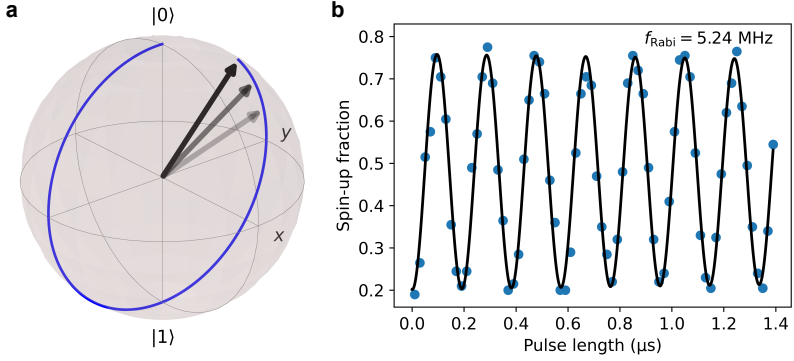 a
|0⟩
y
x
|1⟩
b
f_Rabi = 5.24 MHz
Spin-up fraction
0.8
0.7
0.6
0.5
0.4
0.3
0.2
0.0 0.2 0.4 0.6 0.8 1.0 1.2 1.4
Pulse length (µs)